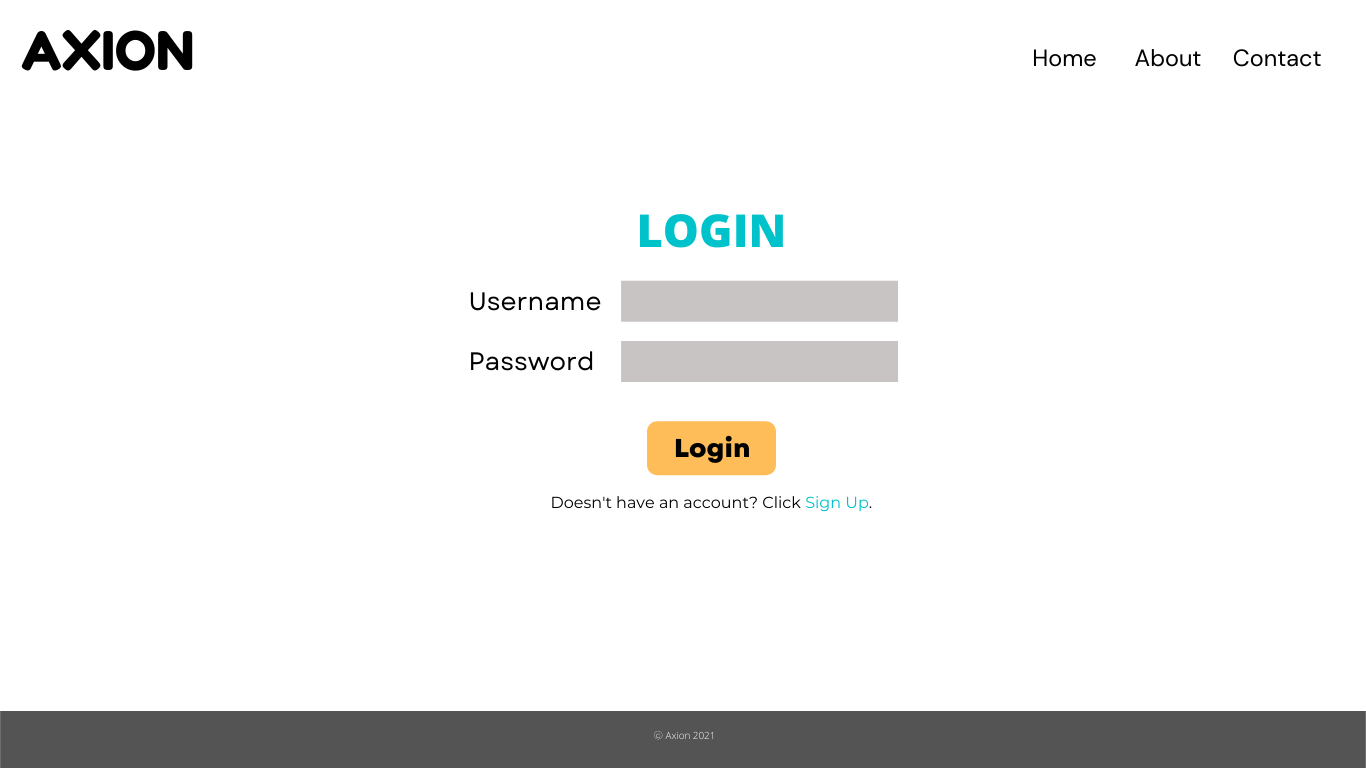 AXION
Home About Contact
LOGIN
Username
Password
Login
Doesn't have an account? Click Sign Up.
© Axion 2021